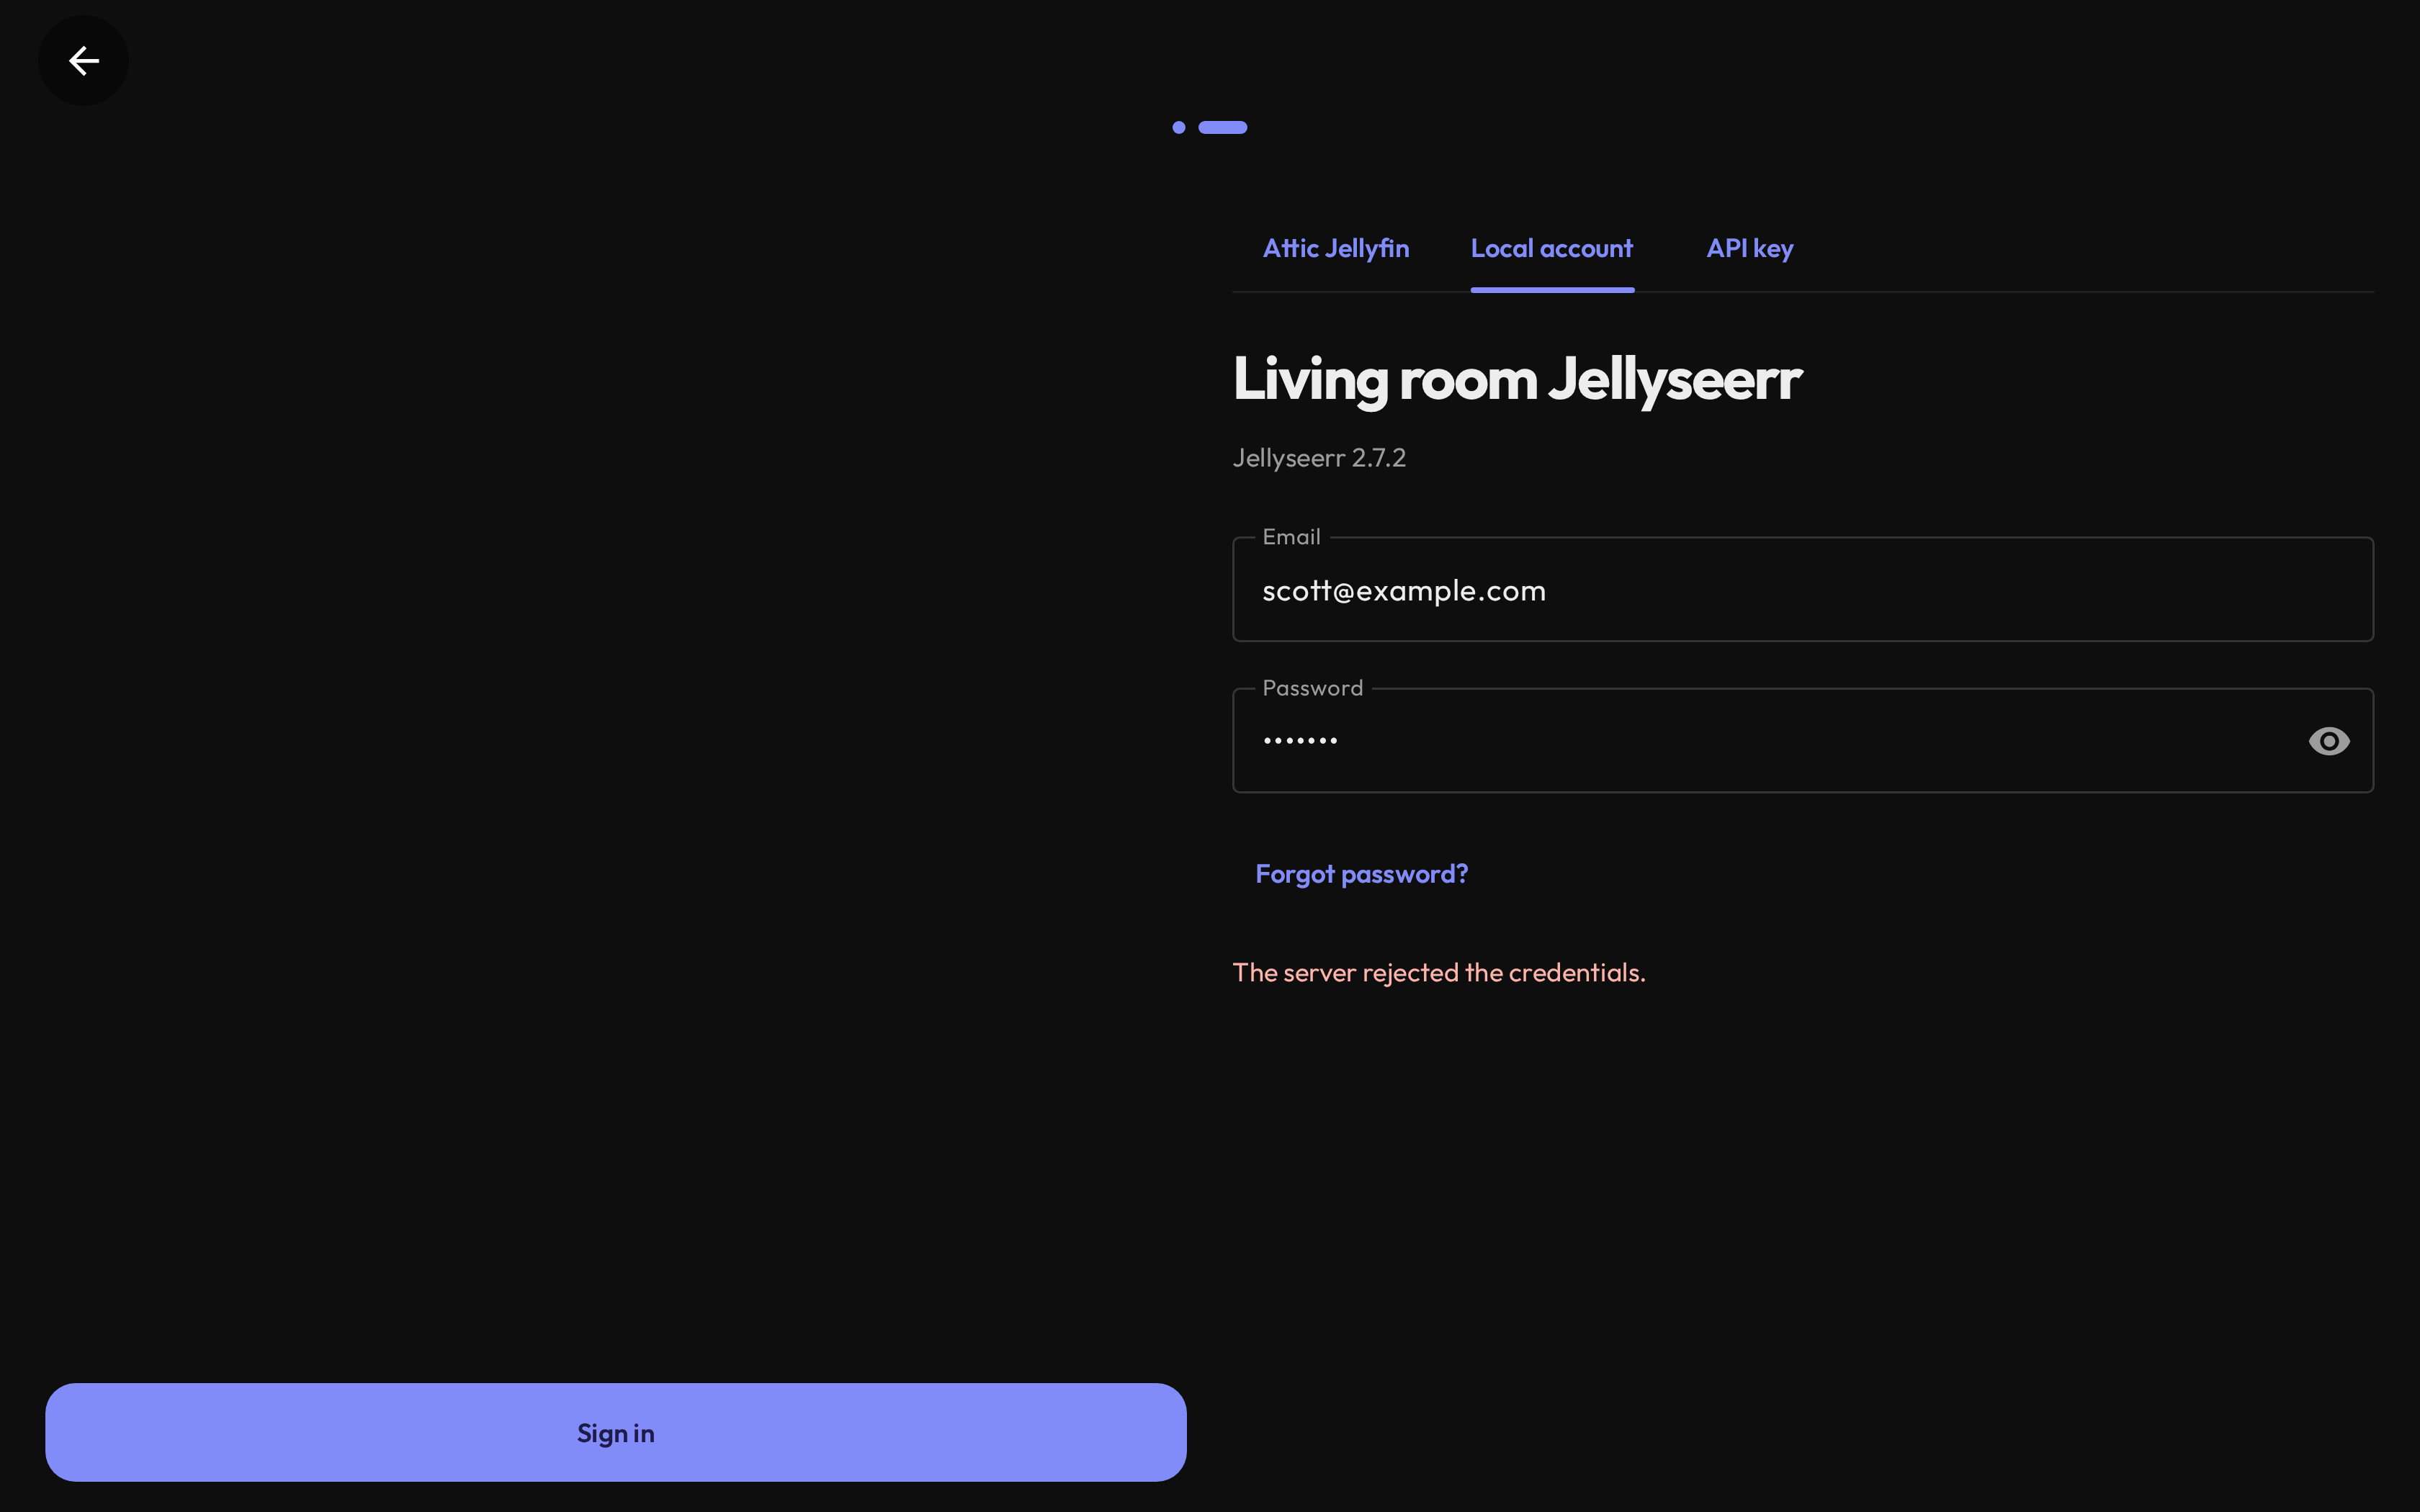 Attic Jellyfin Local account API key
Living room Jellyseerr
Jellyseerr 2.7.2
Email
scott@example.com
Password
•••••••
Forgot password?
The server rejected the credentials.
Sign in